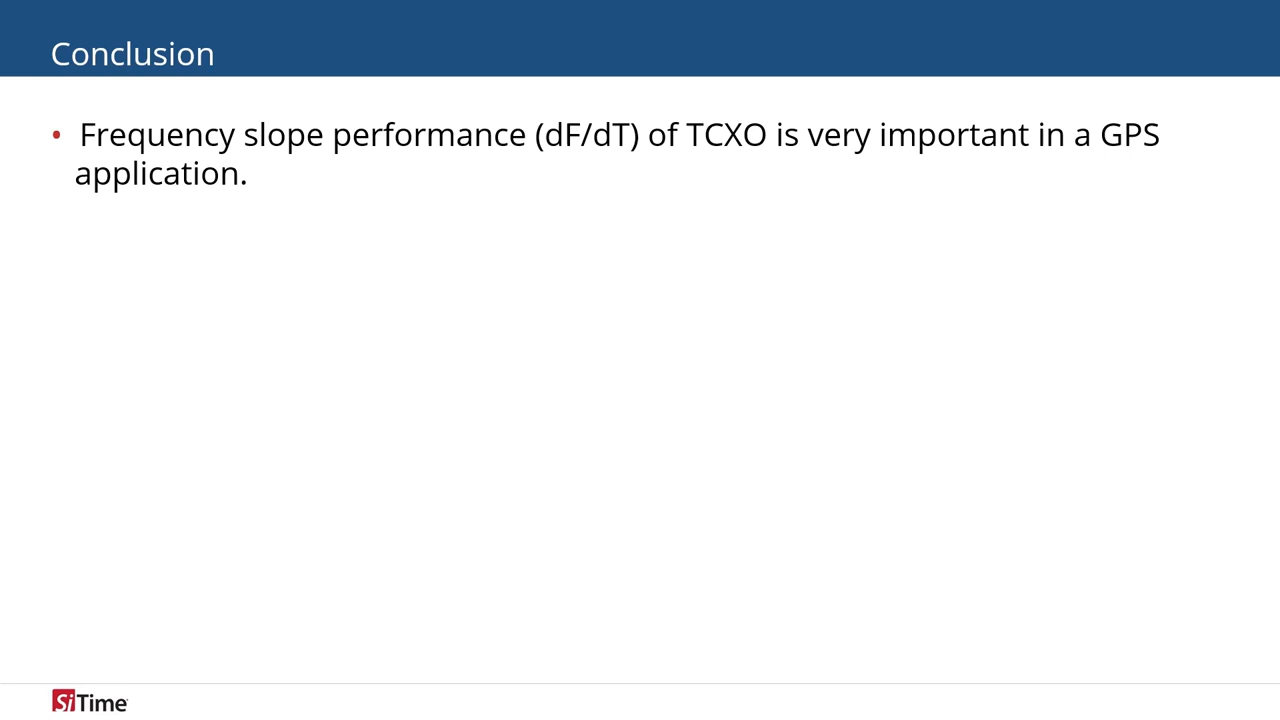 Conclusion
• Frequency slope performance (dF/dT) of TCXO is very important in a GPS
application.
SiTime